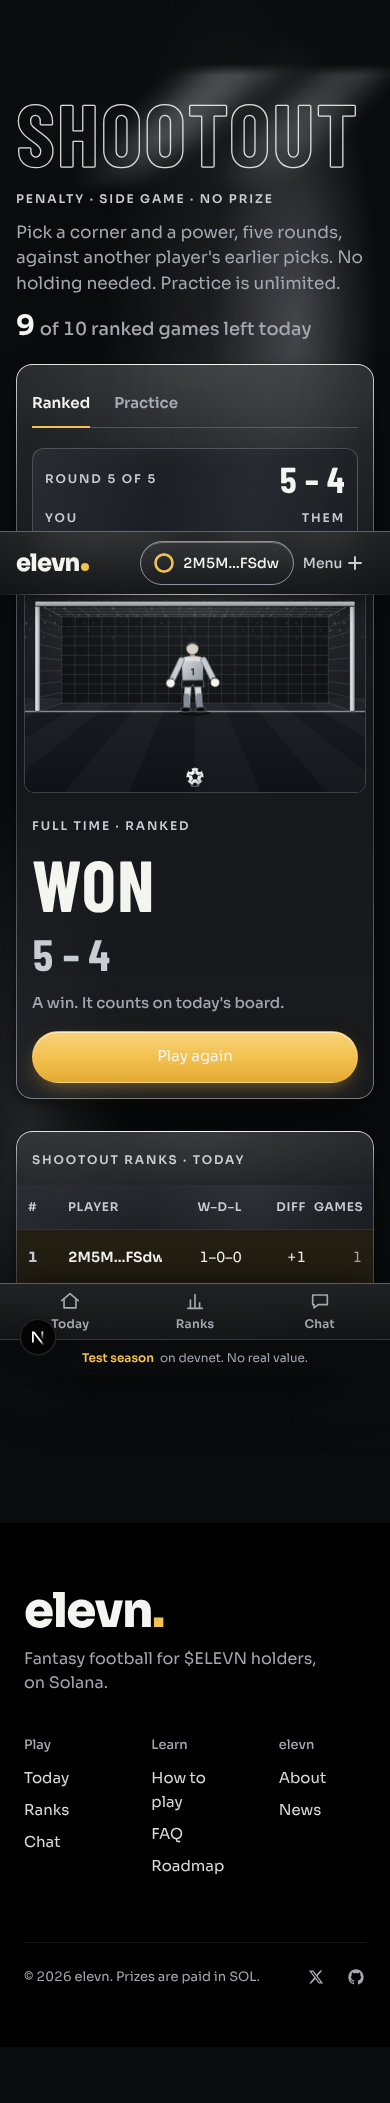 SHOOTOUT
PENALTY · SIDE GAME · NO PRIZE
Pick a corner and a power, five rounds,
against another player's earlier picks. No
holding needed. Practice is unlimited.
9 of 10 ranked games left today
Ranked Practice
ROUND 5 OF 5 5 – 4
YOU THEM
elevn. 2M5M...FSdw Menu
1
FULL TIME · RANKED
WON
5 – 4
A win. It counts on today's board.
Play again
SHOOTOUT RANKS · TODAY
# PLAYER W–D–L DIFF GAMES
1 2M5M...FSdw 1–0–0 +1 1
Today Ranks Chat
N
Test season on devnet. No real value.
elevn.
Fantasy football for $ELEVN holders,
on Solana.
Play Learn elevn
Today How to play About
Ranks FAQ News
Chat Roadmap
© 2026 elevn. Prizes are paid in SOL.